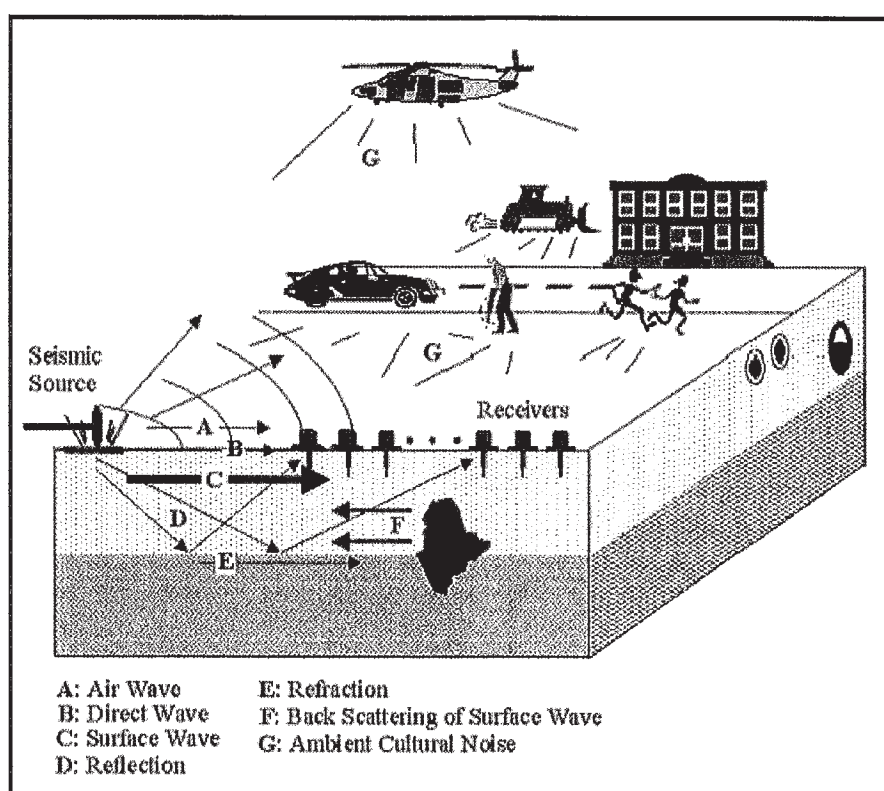 G
Seismic
Source
G
Receivers
A
B
C
D
F
E
A: Air Wave
B: Direct Wave
C: Surface Wave
D: Reflection
E: Refraction
F: Back Scattering of Surface Wave
G: Ambient Cultural Noise